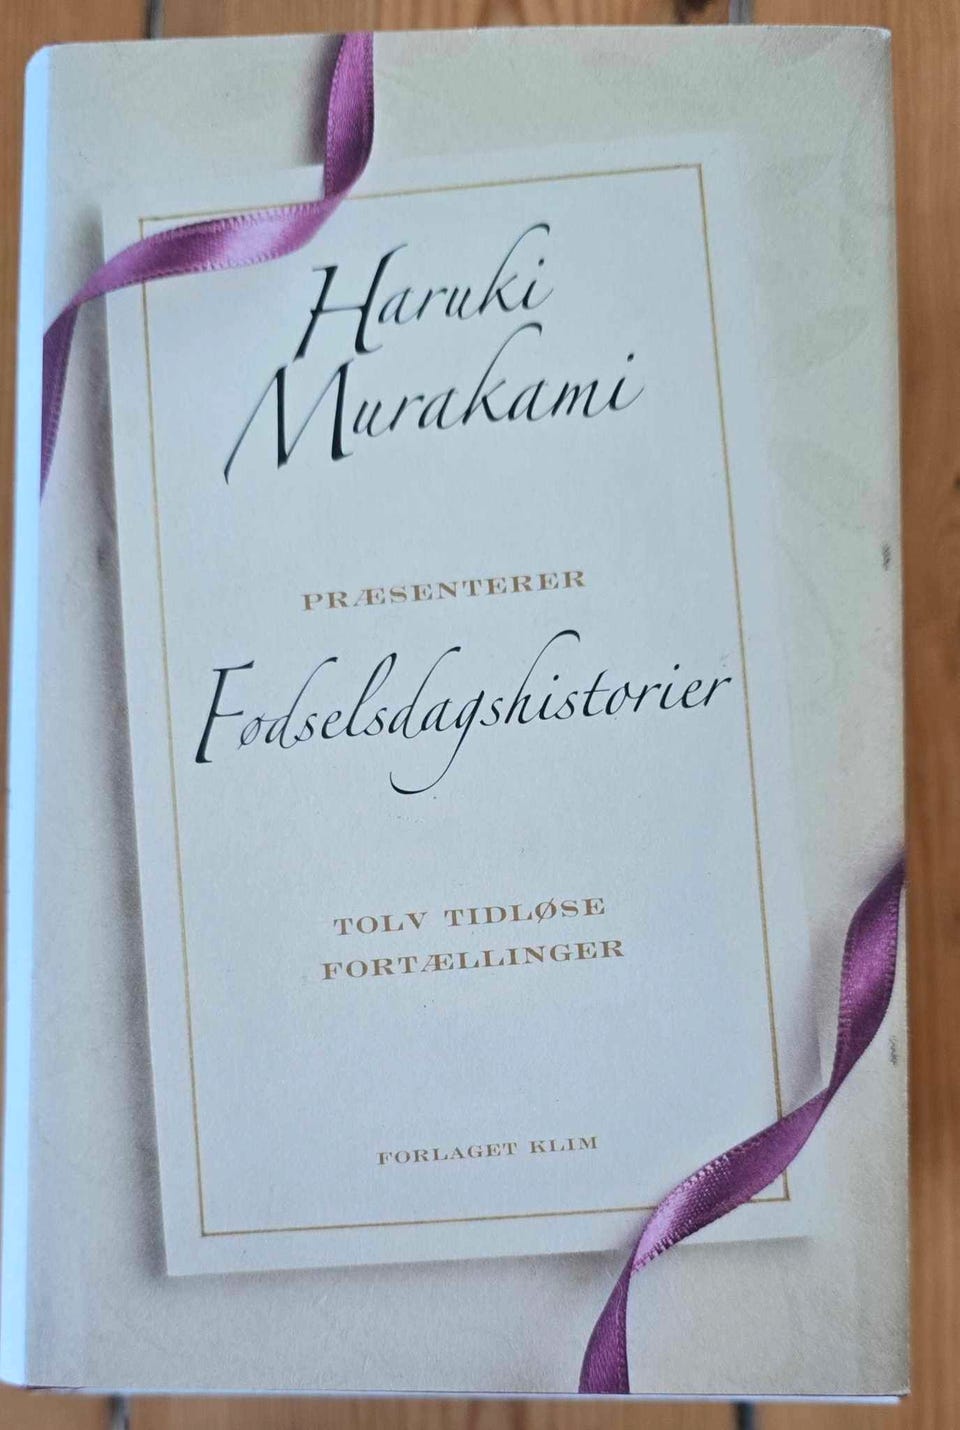 Haruki
Murakami
PRÆSENTERER
Fødselsdagshistorier
TOLV TIDLØSE
FORTÆLLINGER
FORLAGET KLIM